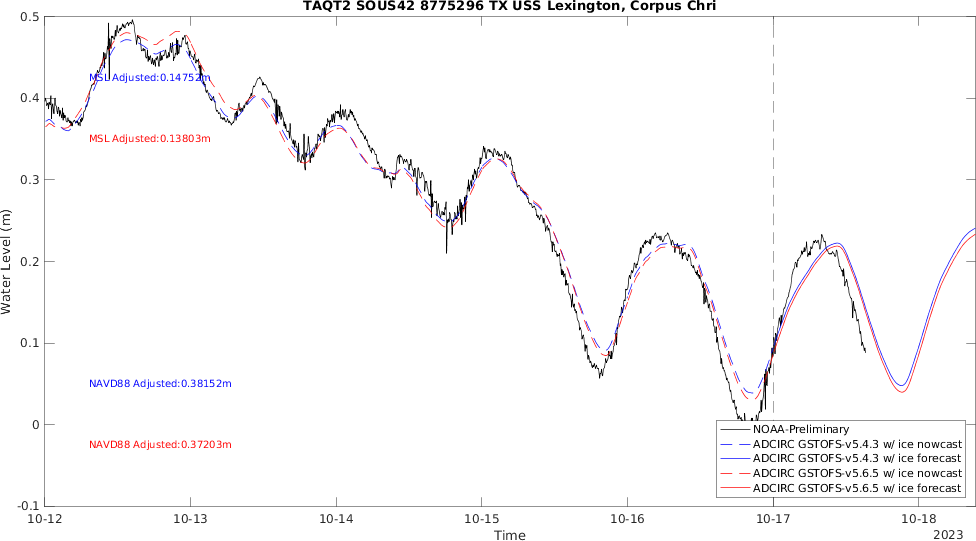 TAQT2 SOUS42 8775296 TX USS Lexington, Corpus Chri
0.5
0.4
0.3
0.2
0.1
0
-0.1
Water Level (m)
MSL Adjusted:0.14752m
MSL Adjusted:0.13803m
NAVD88 Adjusted:0.38152m
NAVD88 Adjusted:0.37203m
NOAA-Preliminary
ADCIRC GSTOFS-v5.4.3 w/ ice nowcast
ADCIRC GSTOFS-v5.4.3 w/ ice forecast
ADCIRC GSTOFS-v5.6.5 w/ ice nowcast
ADCIRC GSTOFS-v5.6.5 w/ ice forecast
10-12 10-13 10-14 10-15 10-16 10-17 10-18
Time
2023